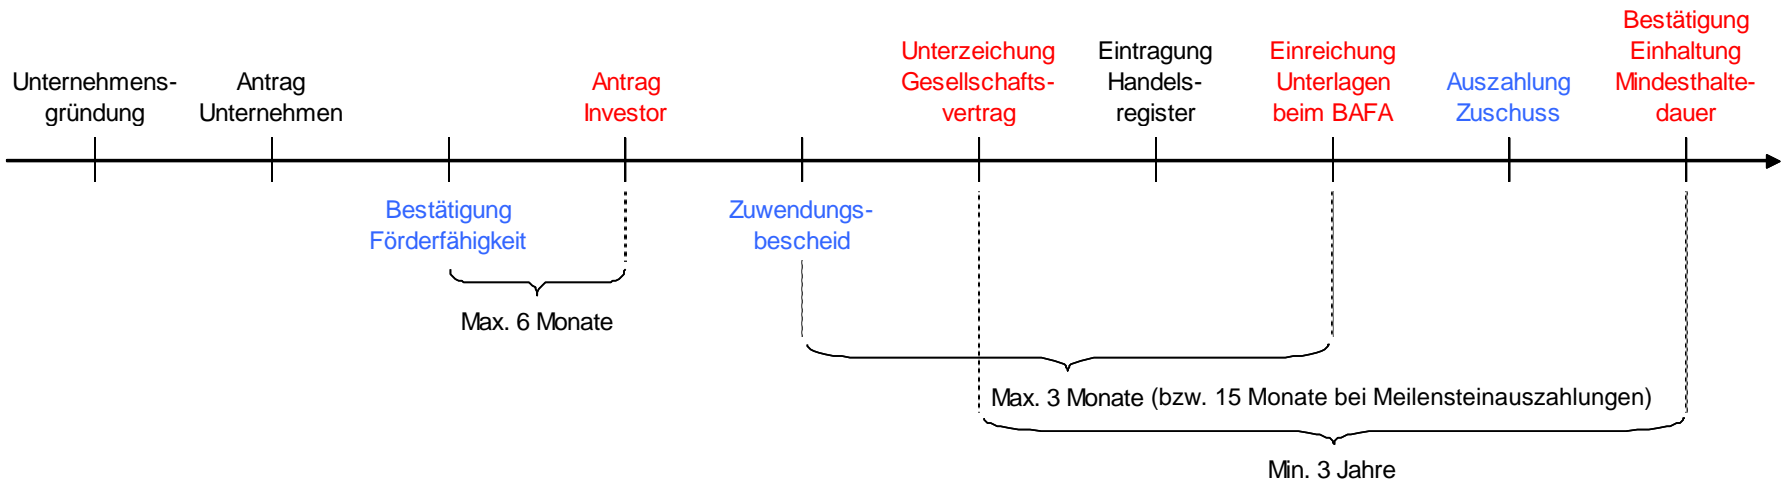 Unternehmens-
gründung
Antrag
Unternehmen
Bestätigung
Förderfähigkeit
Antrag
Investor
Zuwendungs-
bescheid
Unterzeichung
Gesellschafts-
vertrag
Eintragung
Handels-
register
Einreichung
Unterlagen
beim BAFA
Auszahlung
Zuschuss
Bestätigung
Einhaltung
Mindesthalte-
dauer
Max. 6 Monate
Max. 3 Monate (bzw. 15 Monate bei Meilensteinauszahlungen)
Min. 3 Jahre